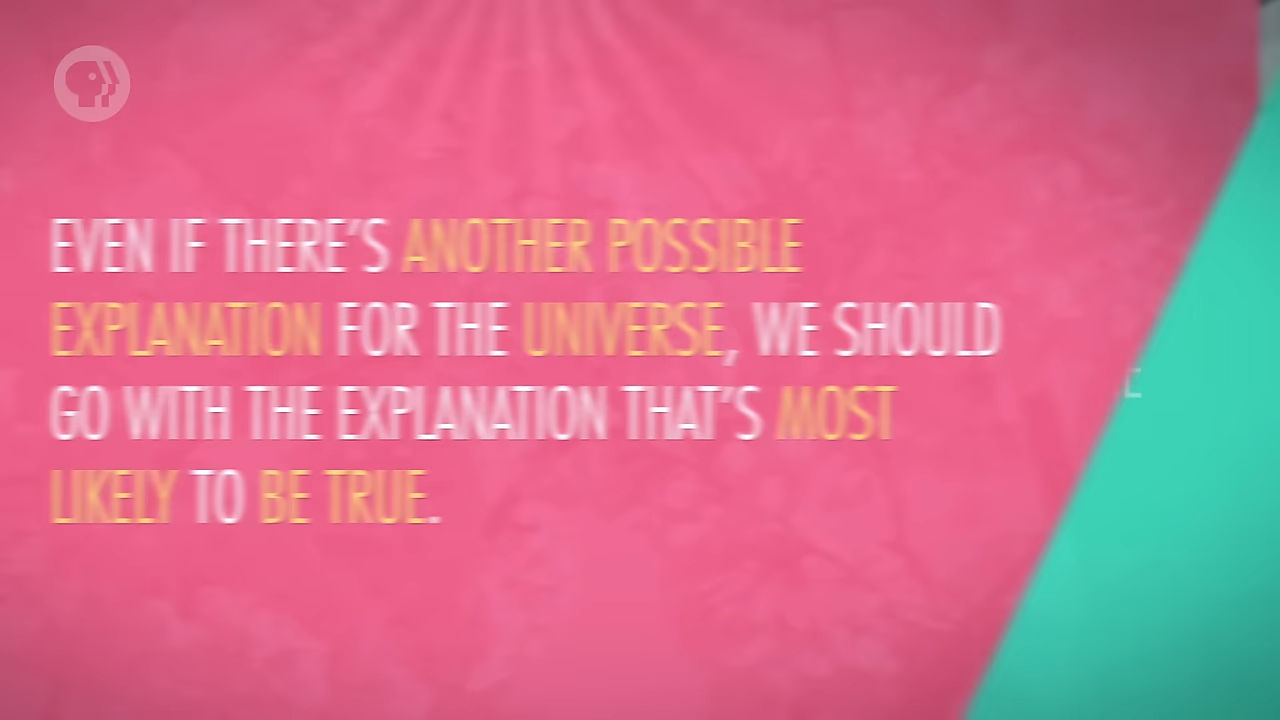 EVEN IF THERE'S ANOTHER POSSIBLE
EXPLANATION FOR THE UNIVERSE, WE SHOULD
GO WITH THE EXPLANATION THAT'S MOST
LIKELY TO BE TRUE.